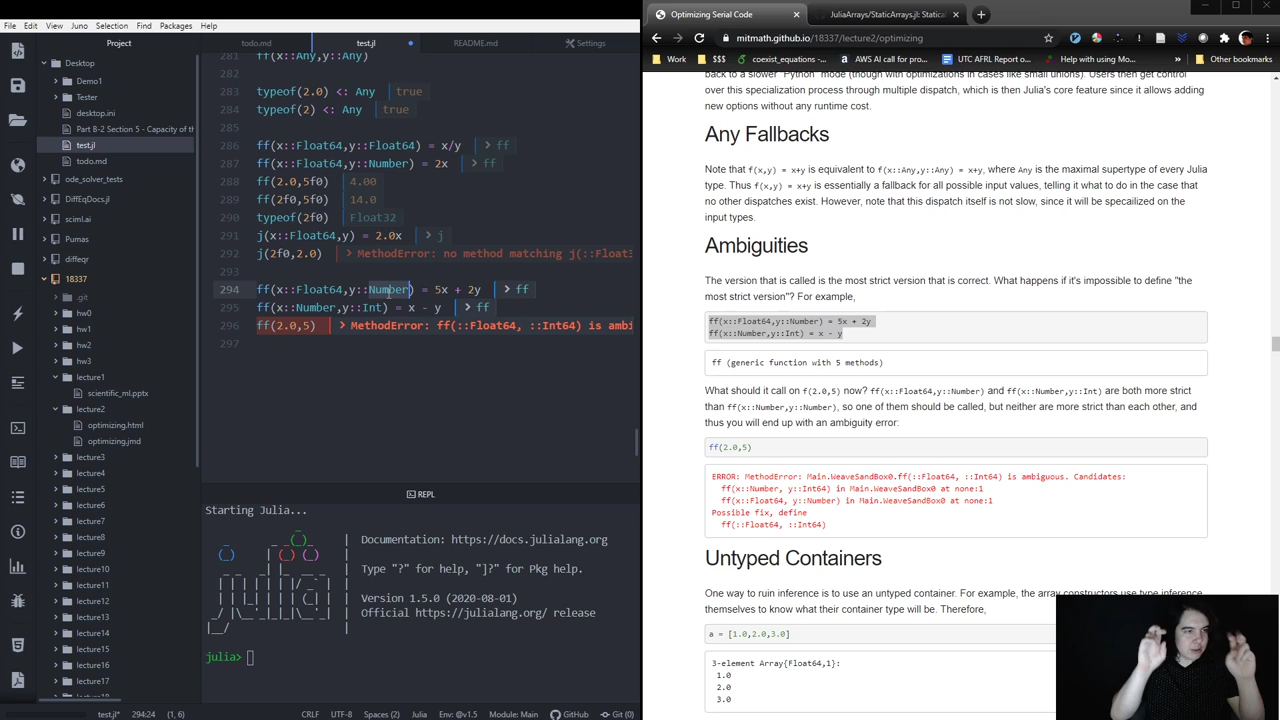 File Edit View Juno Selection Find Packages Help
Project
Desktop
Demo1
Tester
desktop.ini
Part B-2 Section 5 - Capacity of th
test.jl
todo.md
ode_solver_tests
DiffEqDocs.jl
sciml.ai
Pumas
diffeqr
18337
.git
hw0
hw1
hw2
hw3
lecture1
scientific_ml.pptx
lecture2
optimizing.html
optimizing.jmd
lecture3
lecture4
lecture5
lecture6
lecture7
lecture8
lecture9
lecture10
lecture11
lecture12
lecture13
lecture14
lecture15
lecture16
lecture17
todo.md test.jl README.md Settings
281 ff(x::Any,y::Any)
282
283 typeof(2.0) <: Any true
284 typeof(2) <: Any true
285
286 ff(x::Float64,y::Float64) = x/y > ff
287 ff(x::Float64,y::Number) = 2x > ff
288 ff(2.0,5f0) 4.00
289 ff(2f0,5f0) 14.0
290 typeof(2f0) Float32
291 j(x::Float64,y) = 2.0x > j
292 j(2f0,2.0) > MethodError: no method matching j(::Float3
293
294 ff(x::Float64,y::Number) = 5x + 2y > ff
295 ff(x::Number,y::Int) = x - y > ff
296 ff(2.0,5) > MethodError: ff(::Float64, ::Int64) is ambi
297
REPL
Starting Julia...
Documentation: https://docs.julialang.org
Type "?" for help, "]?" for Pkg help.
Version 1.5.0 (2020-08-01)
Official https://julialang.org/ release
julia>
test.jl* 294:24 (1, 6) CRLF UTF-8 Spaces (2) Julia Env: @v1.5 Module: Main GitHub Git (0)
Optimizing Serial Code
JuliaArrays/StaticArrays.jl: Statica
mitmath.github.io/18337/lecture2/optimizing
Work $$$ coexist_equations - ... AWS AI call for pro... UTC AFRL Report o... Help with using Mo... » Other bookmarks
back to a slower "Python" mode (though with optimizations in cases like small unions). Users then get control
over this specialization process through multiple dispatch, which is then Julia's core feature since it allows adding
new options without any runtime cost.
Any Fallbacks
Note that f(x,y) = x+y is equivalent to f(x::Any,y::Any) = x+y, where Any is the maximal supertype of every Julia
type. Thus f(x,y) = x+y is essentially a fallback for all possible input values, telling it what to do in the case that
no other dispatches exist. However, note that this dispatch itself is not slow, since it will be specailized on the
input types.
Ambiguities
The version that is called is the most strict version that is correct. What happens if it's impossible to define "the
most strict version"? For example,
ff(x::Float64,y::Number) = 5x + 2y
ff(x::Number,y::Int) = x - y
ff (generic function with 5 methods)
What should it call on f(2.0,5) now? ff(x::Float64,y::Number) and ff(x::Number,y::Int) are both more strict
than ff(x::Number,y::Number), so one of them should be called, but neither are more strict than each other, and
thus you will end up with an ambiguity error:
ff(2.0,5)
ERROR: MethodError: Main.WeaveSandBox0.ff(::Float64, ::Int64) is ambiguous. Candidates:
ff(x::Number, y::Int64) in Main.WeaveSandBox0 at none:1
ff(x::Float64, y::Number) in Main.WeaveSandBox0 at none:1
Possible fix, define
ff(::Float64, ::Int64)
Untyped Containers
One way to ruin inference is to use an untyped container. For example, the array constructors use type inference
themselves to know what their container type will be. Therefore,
a = [1.0,2.0,3.0]
3-element Array{Float64,1}:
1.0
2.0
3.0